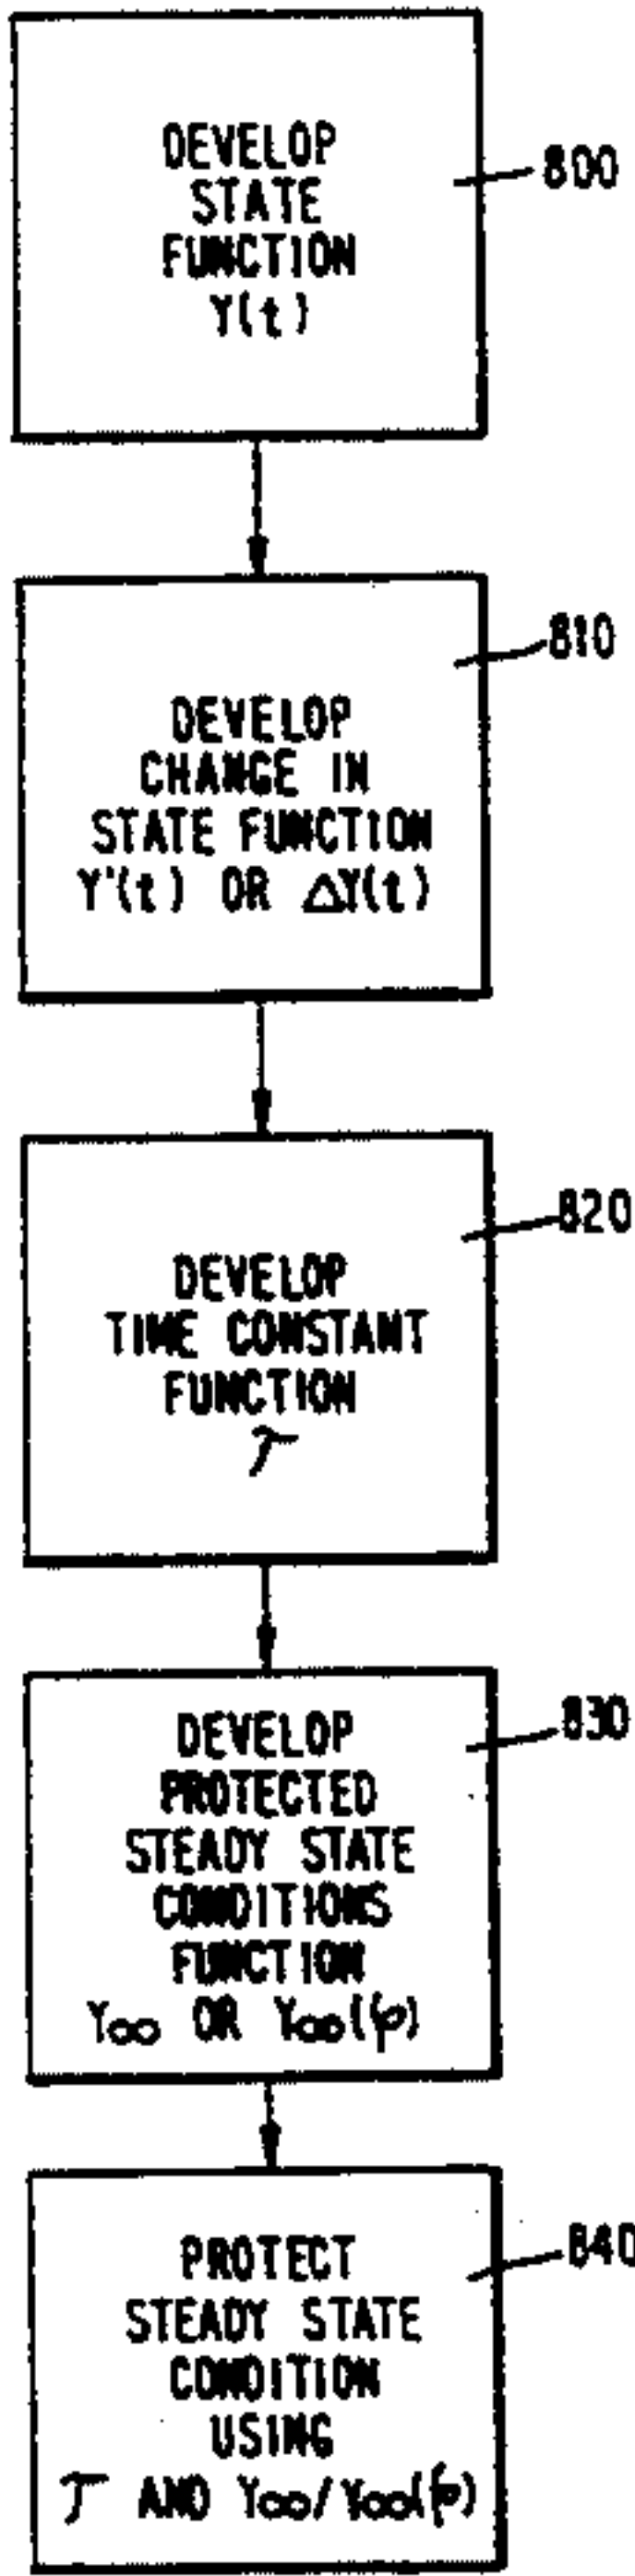 DEVELOP
STATE
FUNCTION
Y(t)
800
DEVELOP
CHANGE IN
STATE FUNCTION
Y'(t) OR ΔY(t)
810
DEVELOP
TIME CONSTANT
FUNCTION
τ
820
DEVELOP
PROTECTED
STEADY STATE
CONDITIONS
FUNCTION
Y∞ OR Y∞(p)
830
PROTECT
STEADY STATE
CONDITION
USING
τ AND Y∞/Y∞(p)
840